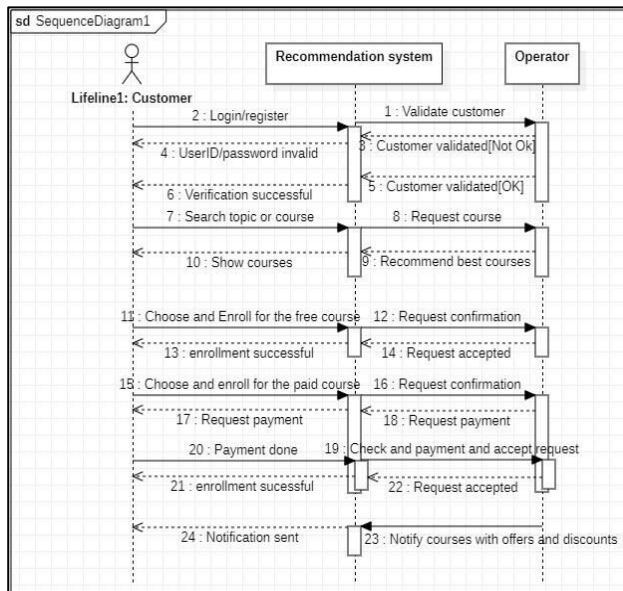 sd SequenceDiagram1
Recommendation system
Operator
Lifeline1: Customer
2 : Login/register
1 : Validate customer
3 : Customer validated[Not Ok]
4 : UserID/password invalid
5 : Customer validated[OK]
6 : Verification successful
7 : Search topic or course
8 : Request course
9 : Recommend best courses
10 : Show courses
11 : Choose and Enroll for the free course
12 : Request confirmation
13 : enrollment successful
14 : Request accepted
15 : Choose and enroll for the paid course
16 : Request confirmation
17 : Request payment
18 : Request payment
19 : Check and payment and accept request
20 : Payment done
21 : enrollment sucessful
22 : Request accepted
24 : Notification sent
23 : Notify courses with offers and discounts